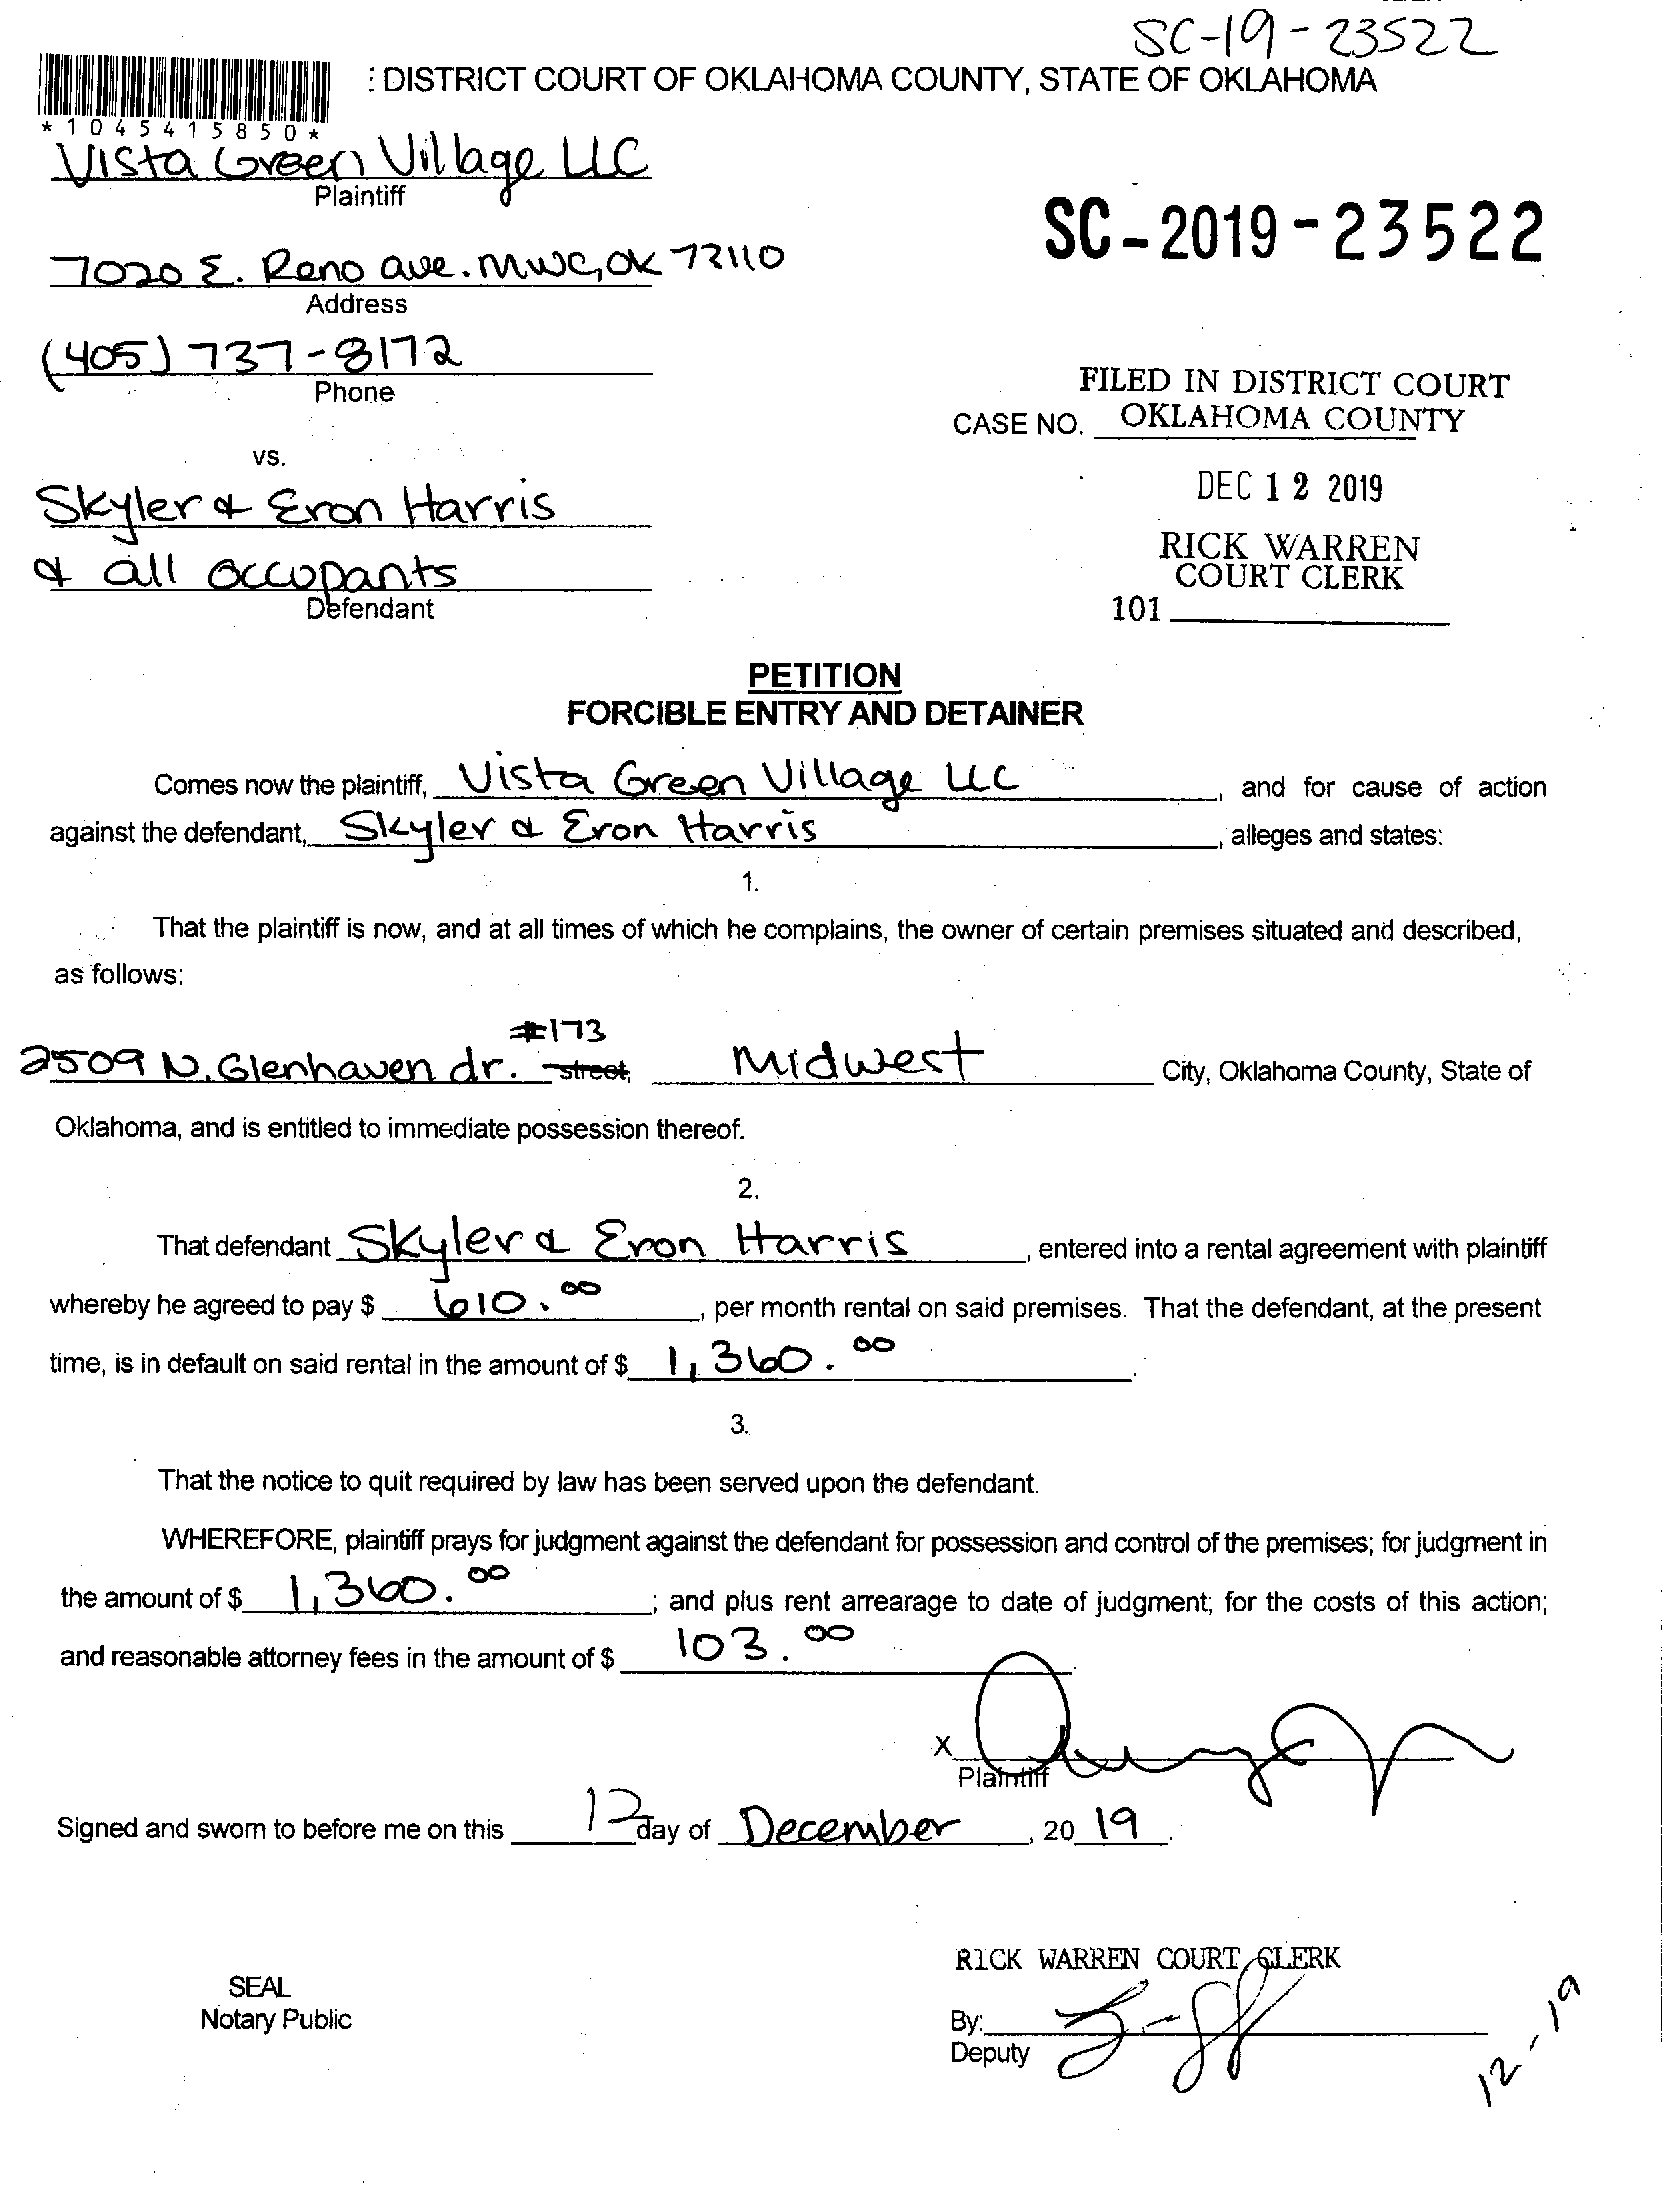 SC-19-23522
: DISTRICT COURT OF OKLAHOMA COUNTY, STATE OF OKLAHOMA
*1045415850*
Vista Green Village LLC
Plaintiff
SC-2019-23522
7020 E. Reno ave. MWC, OK 73110
Address
(405) 737-8172
Phone
FILED IN DISTRICT COURT
CASE NO. OKLAHOMA COUNTY
vs.
DEC 12 2019
Skyler & Eron Harris
RICK WARREN
COURT CLERK
& all occupants
Defendant
101
PETITION
FORCIBLE ENTRY AND DETAINER
Comes now the plaintiff, Vista Green Village LLC, and for cause of action
against the defendant, Skyler & Eron Harris, alleges and states:
1.
That the plaintiff is now, and at all times of which he complains, the owner of certain premises situated and described,
as follows:
#173
2509 N. Glenhaven dr. street, Midwest City, Oklahoma County, State of
Oklahoma, and is entitled to immediate possession thereof.
2.
That defendant Skyler & Eron Harris, entered into a rental agreement with plaintiff
whereby he agreed to pay $ 610.00, per month rental on said premises. That the defendant, at the present
time, is in default on said rental in the amount of $ 1,360.00.
3.
That the notice to quit required by law has been served upon the defendant.
WHEREFORE, plaintiff prays for judgment against the defendant for possession and control of the premises; for judgment in
the amount of $ 1,360.00; and plus rent arrearage to date of judgment; for the costs of this action;
and reasonable attorney fees in the amount of $ 103.00
X
Plaintiff
Signed and sworn to before me on this 12 day of December, 20 19.
RICK WARREN COURT CLERK
SEAL
Notary Public
By:
Deputy
12-19